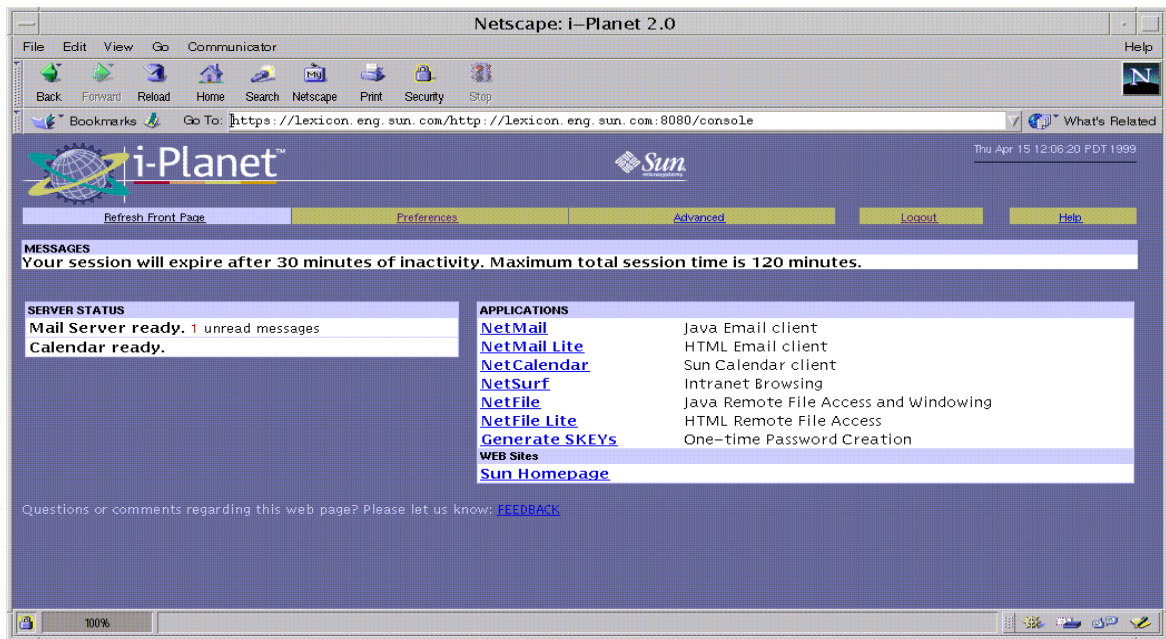 Netscape: i-Planet 2.0
File Edit View Go Communicator Help
My
N
Back Forward Reload Home Search Netscape Print Security Stop
Bookmarks Go To: https://lexicon.eng.sun.com/http://lexicon.eng.sun.com:8080/console What's Related
i-Planet™
Sun
microsystems
Thu Apr 15 12:06:20 PDT 1999
Refresh Front Page Preferences Advanced Logout Help
MESSAGES
Your session will expire after 30 minutes of inactivity. Maximum total session time is 120 minutes.
SERVER STATUS
Mail Server ready. 1 unread messages
Calendar ready.
APPLICATIONS
NetMail Java Email client
NetMail Lite HTML Email client
NetCalendar Sun Calendar client
NetSurf Intranet Browsing
NetFile Java Remote File Access and Windowing
NetFile Lite HTML Remote File Access
Generate SKEYs One-time Password Creation
WEB Sites
Sun Homepage
Questions or comments regarding this web page? Please let us know: FEEDBACK
100%